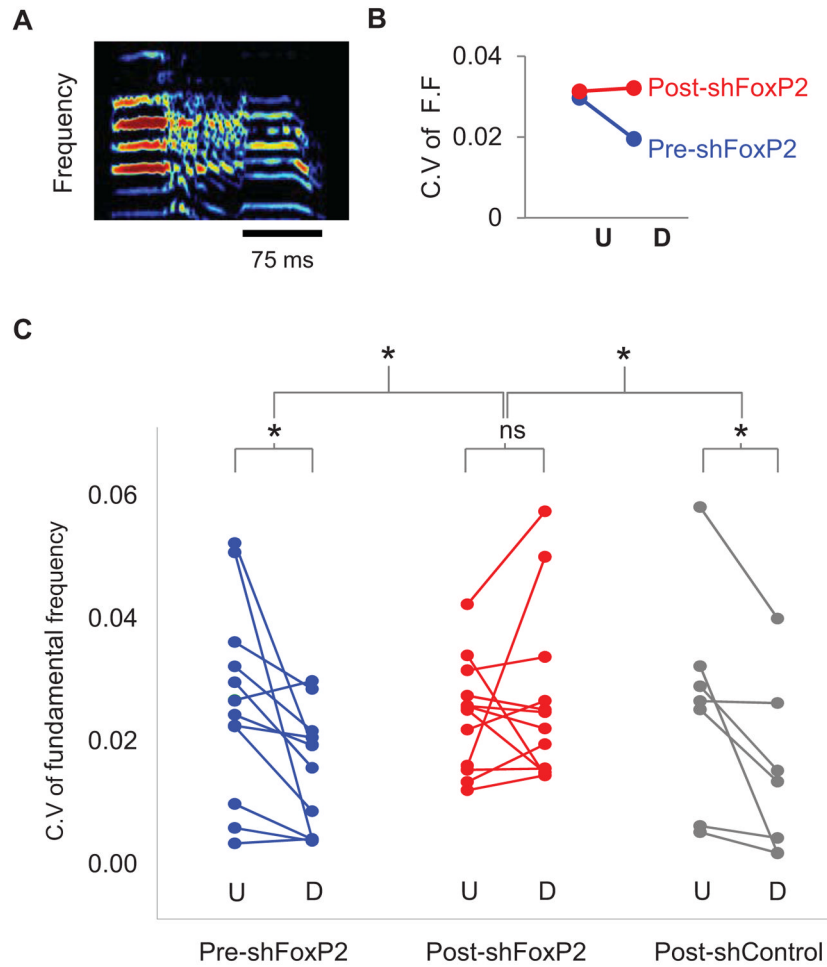 A
Frequency
75 ms
B
C.V of F.F
0.04
0.02
0
Post-shFoxP2
Pre-shFoxP2
U D
C
* *
* ns *
C.V of fundamental frequency
0.06
0.04
0.02
0.00
U D U D U D
Pre-shFoxP2 Post-shFoxP2 Post-shControl